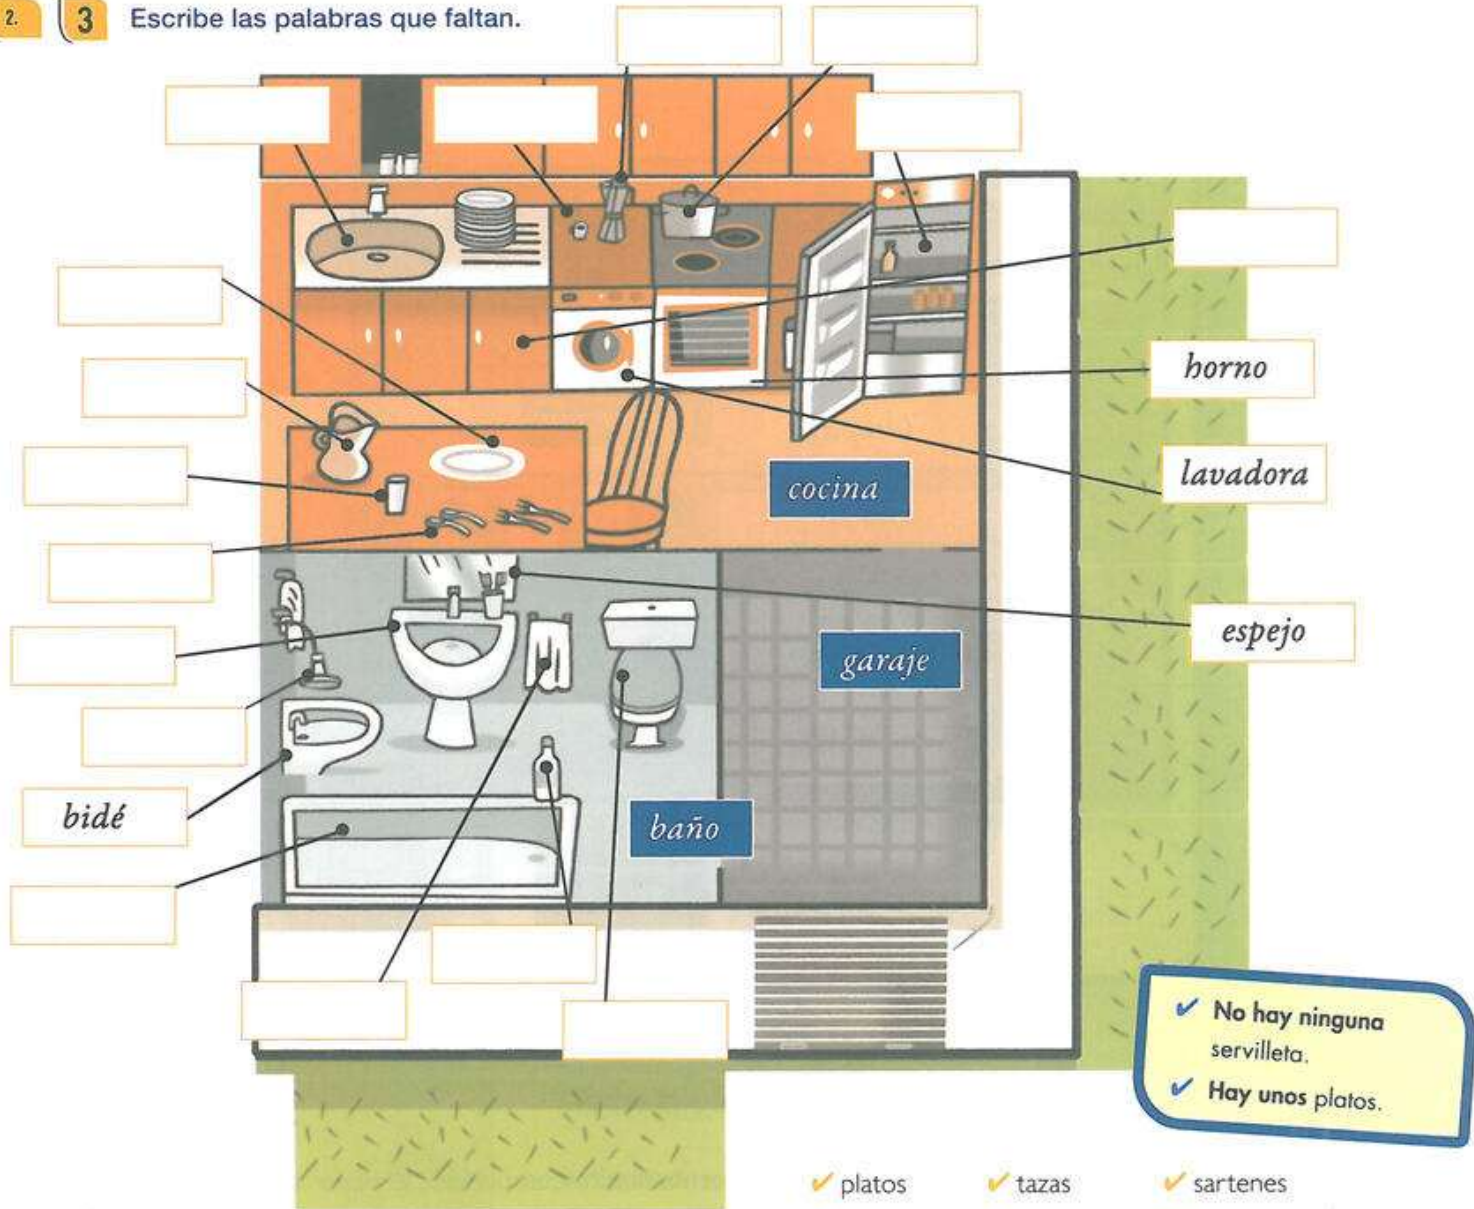 2. 3 Escribe las palabras que faltan.
horno
lavadora
cocina
espejo
garaje
bidé
baño
✓ No hay ninguna
servilleta.
✓ Hay unos platos.
✓ platos ✓ tazas ✓ sartenes